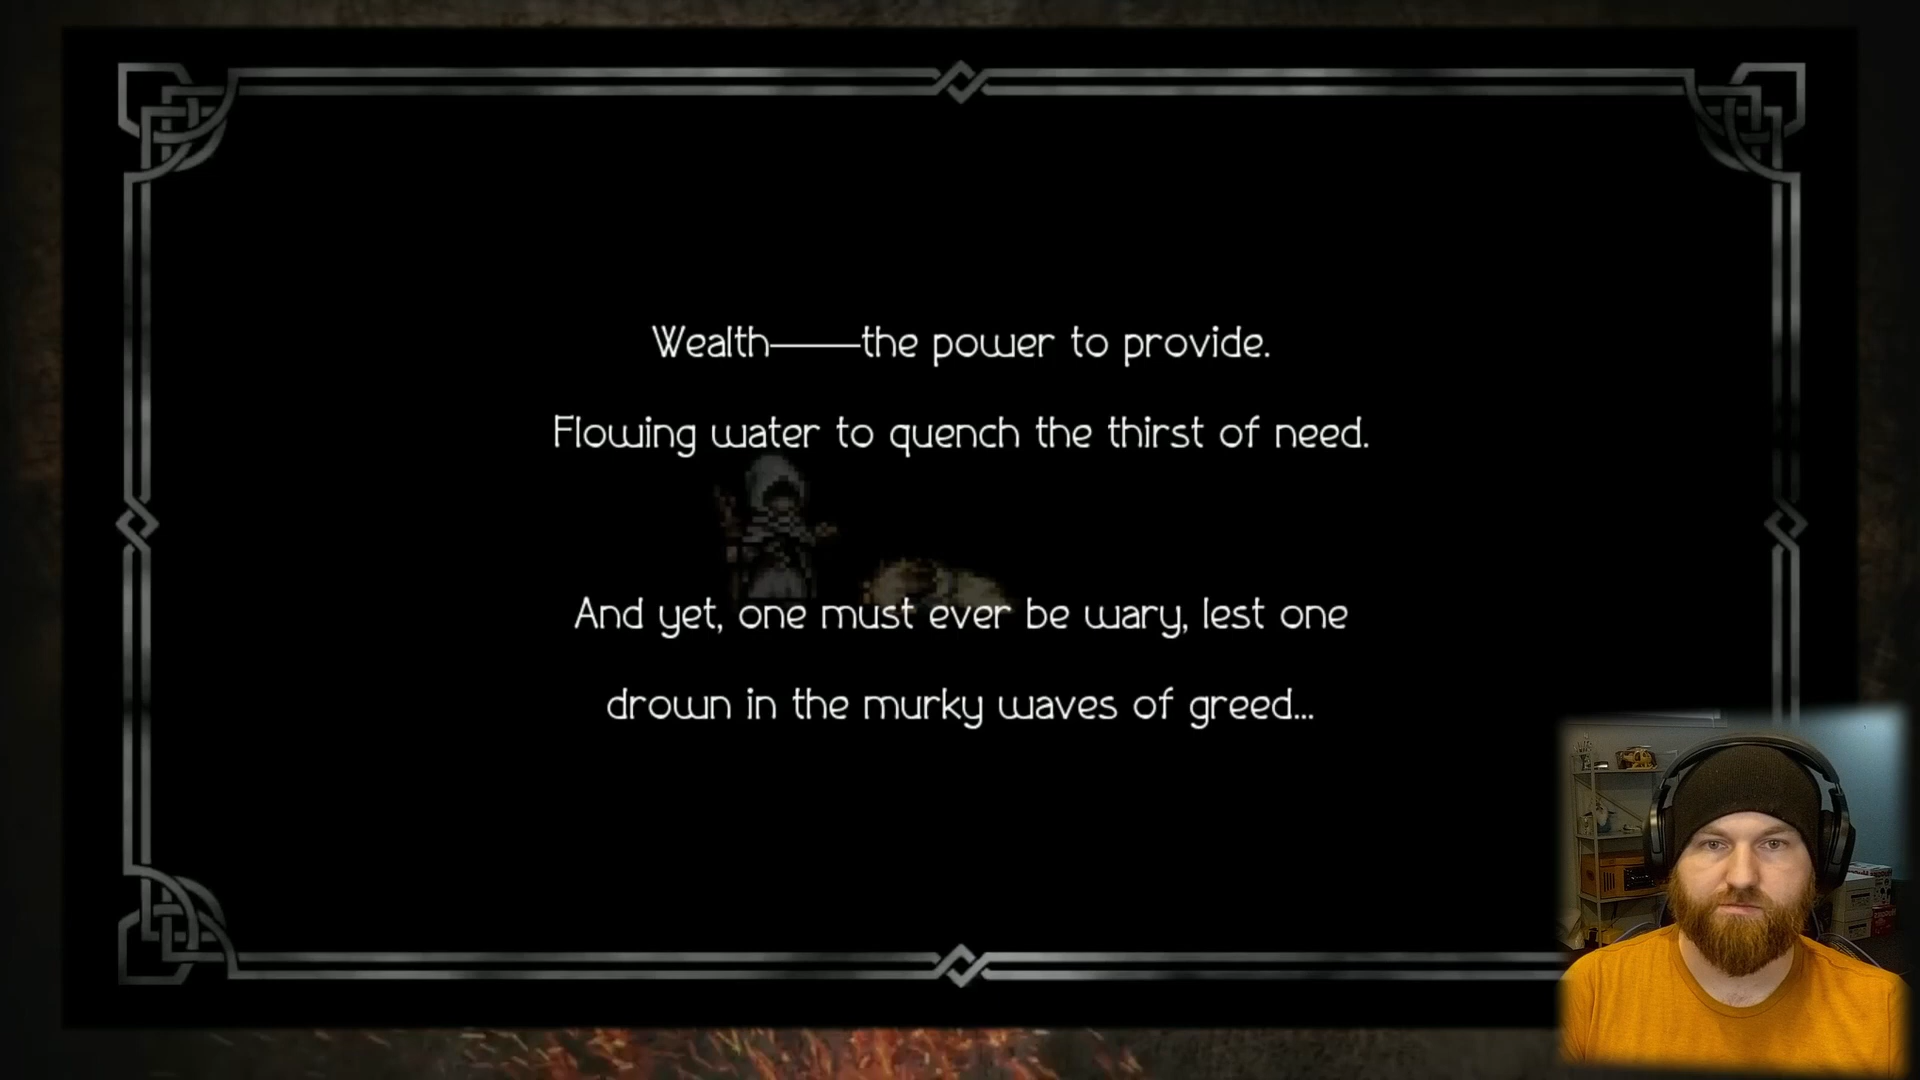 Wealth——the power to provide.
Flowing water to quench the thirst of need.
And yet, one must ever be wary, lest one
drown in the murky waves of greed...